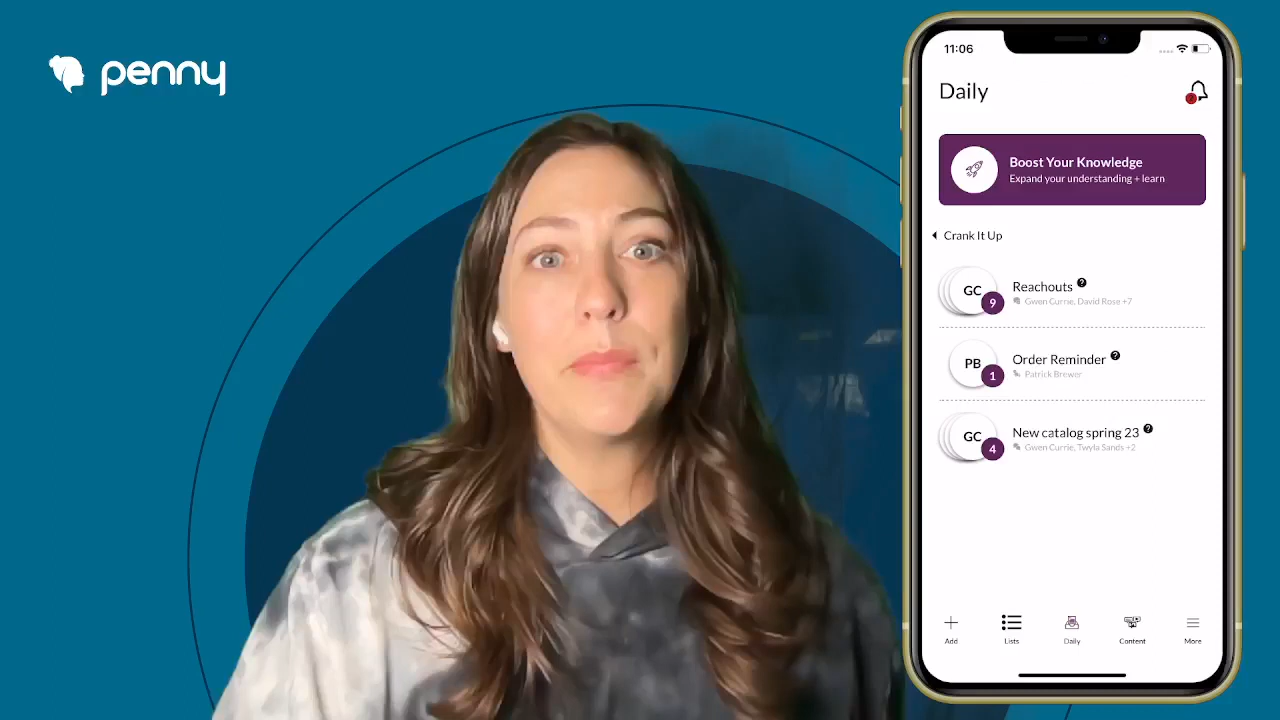 penny
11:06
Daily
Boost Your Knowledge
Expand your understanding + learn
Crank It Up
GC
9
Reachouts ?
Gwen Currie, David Rose +7
PB
1
Order Reminder ?
Patrick Brewer
GC
4
New catalog spring 23 ?
Gwen Currie, Twyla Sands +2
Add
Lists
Daily
Content
More